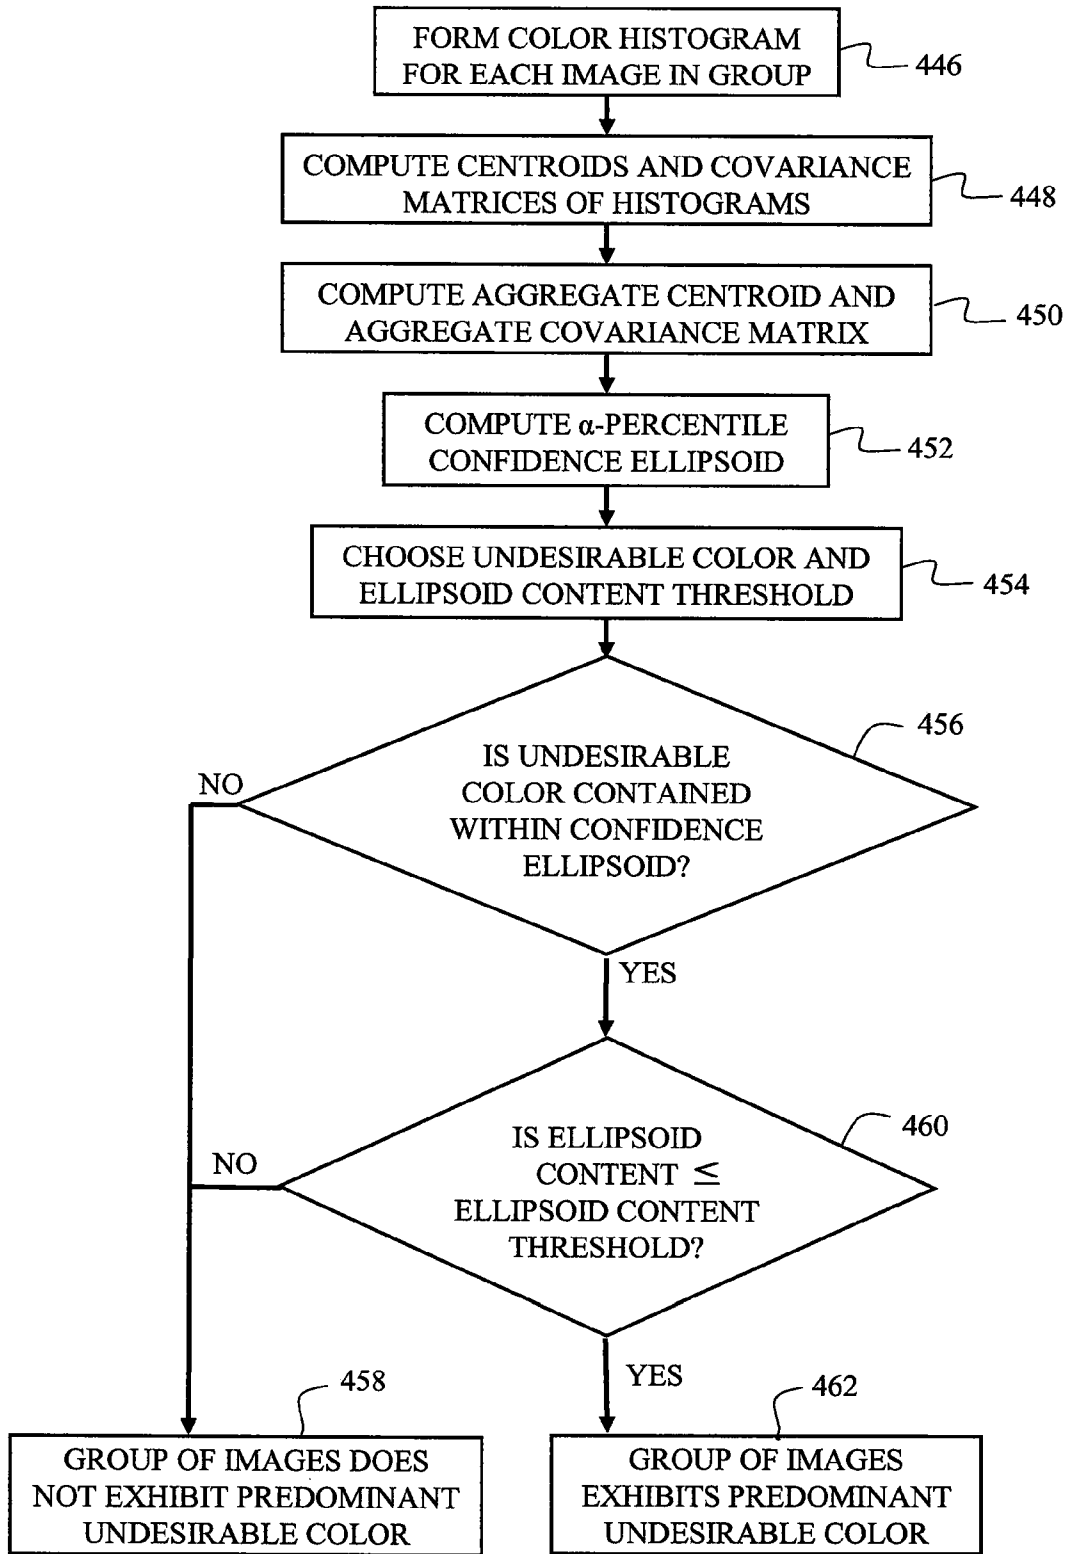 FORM COLOR HISTOGRAM
FOR EACH IMAGE IN GROUP
446
COMPUTE CENTROIDS AND COVARIANCE
MATRICES OF HISTOGRAMS
448
COMPUTE AGGREGATE CENTROID AND
AGGREGATE COVARIANCE MATRIX
450
COMPUTE α-PERCENTILE
CONFIDENCE ELLIPSOID
452
CHOOSE UNDESIRABLE COLOR AND
ELLIPSOID CONTENT THRESHOLD
454
IS UNDESIRABLE
COLOR CONTAINED
WITHIN CONFIDENCE
ELLIPSOID?
456
NO
YES
IS ELLIPSOID
CONTENT ≤
ELLIPSOID CONTENT
THRESHOLD?
460
NO
YES
458
GROUP OF IMAGES DOES
NOT EXHIBIT PREDOMINANT
UNDESIRABLE COLOR
462
GROUP OF IMAGES
EXHIBITS PREDOMINANT
UNDESIRABLE COLOR